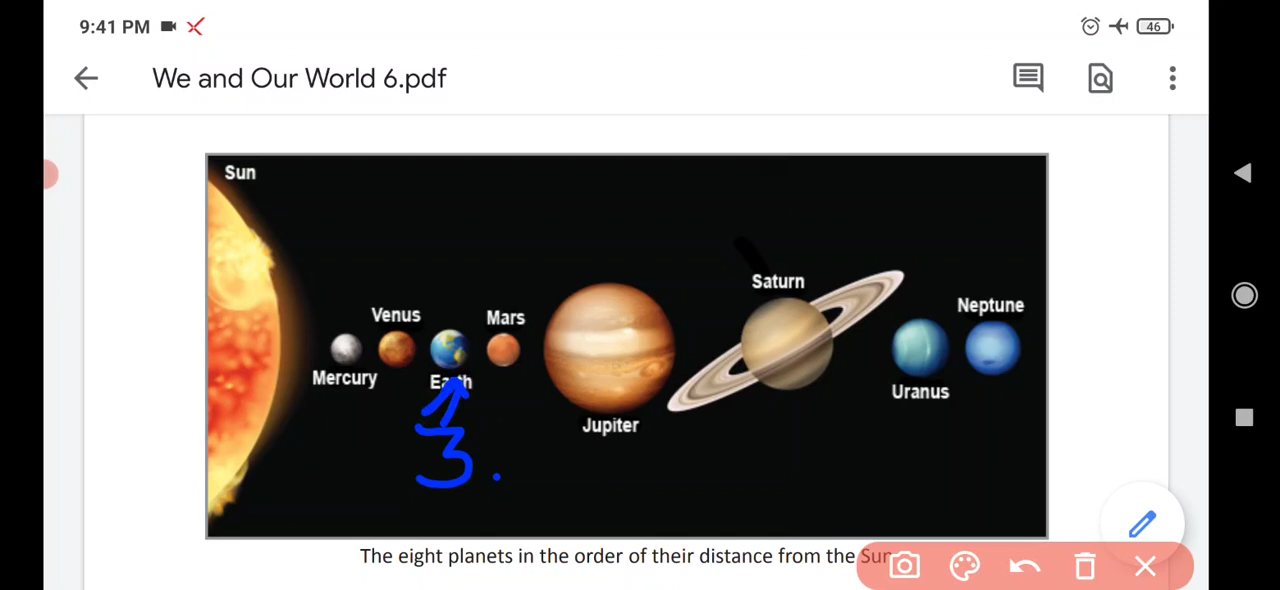 9:41 PM
46
We and Our World 6.pdf
Sun
Saturn
Neptune
Venus
Mars
Mercury
Earth
Uranus
Jupiter
3.
The eight planets in the order of their distance from the Sun